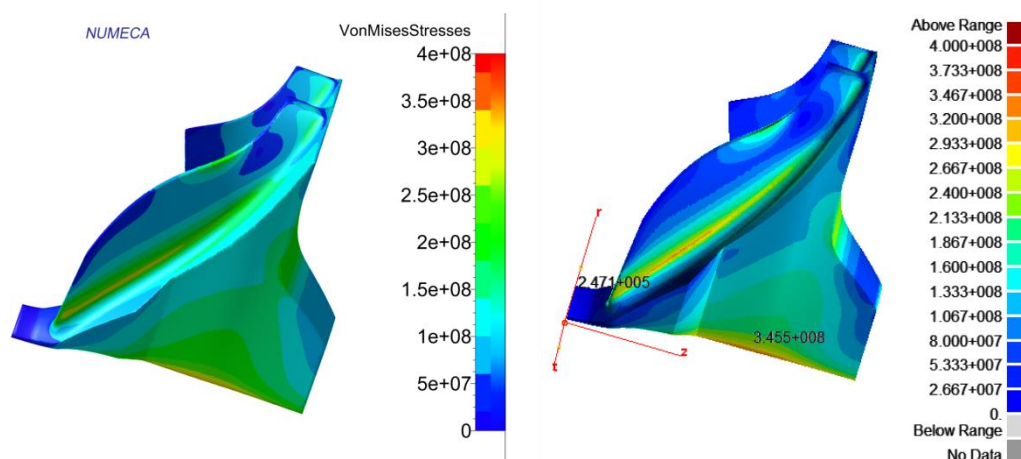 NUMECA
VonMisesStresses
4e+08
3.5e+08
3e+08
2.5e+08
2e+08
1.5e+08
1e+08
5e+07
0
r
2.471+005
3.455+008
z
t
Above Range
4.000+008
3.733+008
3.467+008
3.200+008
2.933+008
2.667+008
2.400+008
2.133+008
1.867+008
1.600+008
1.333+008
1.067+008
8.000+007
5.333+007
2.667+007
0.
Below Range
No Data